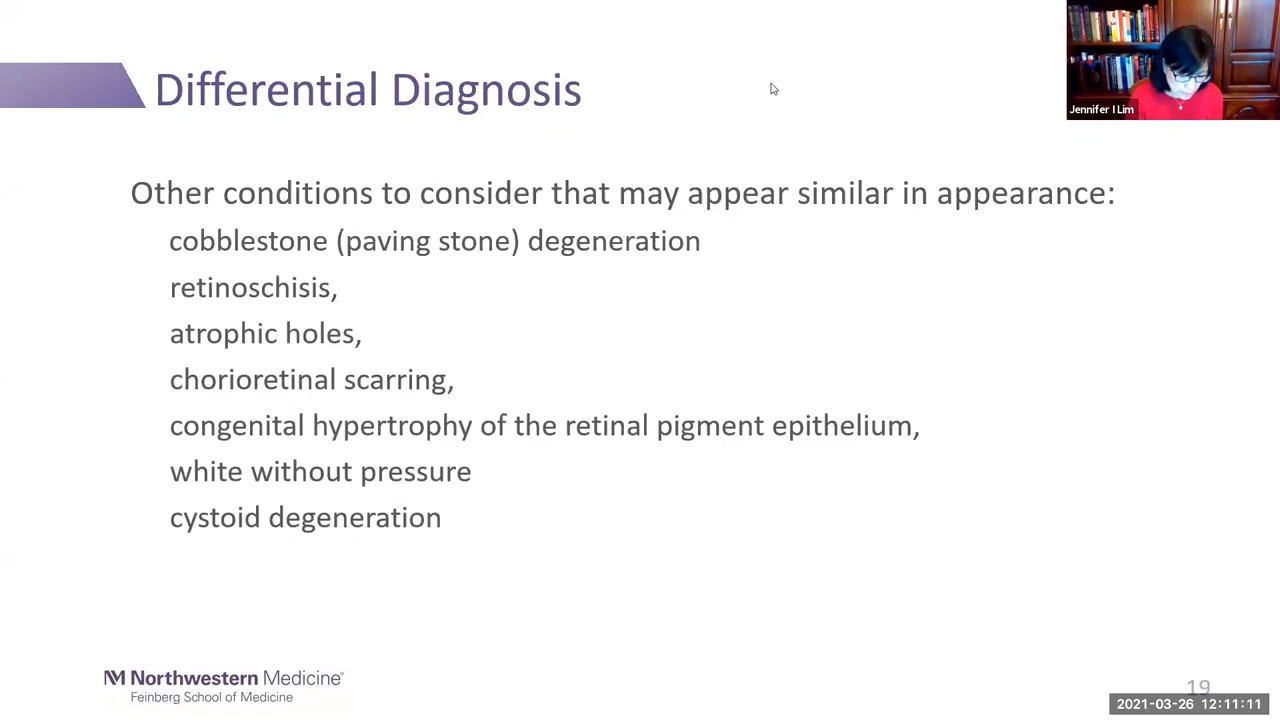 Differential Diagnosis
Jennifer I Lim
Other conditions to consider that may appear similar in appearance:
cobblestone (paving stone) degeneration
retinoschisis,
atrophic holes,
chorioretinal scarring,
congenital hypertrophy of the retinal pigment epithelium,
white without pressure
cystoid degeneration
NM Northwestern Medicine®
Feinberg School of Medicine
19
2021-03-26 12:11:11